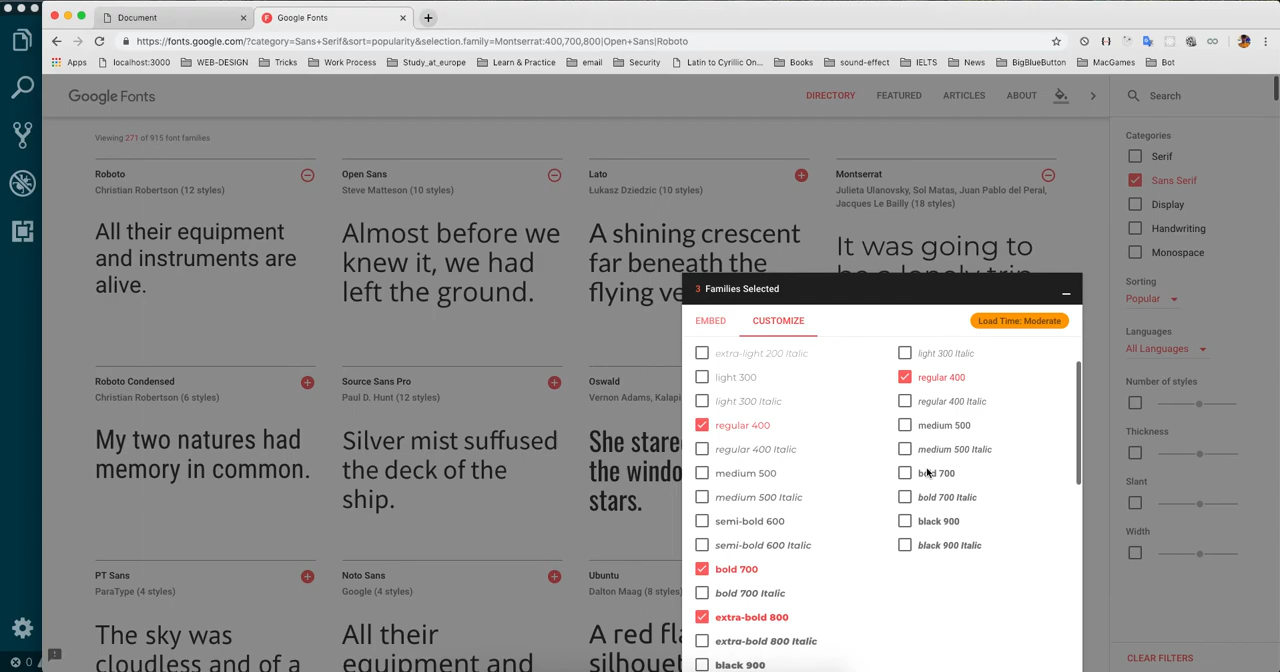 Document
Google Fonts
https://fonts.google.com/?category=Sans+Serif&sort=popularity&selection.family=Montserrat:400,700,800|Open+Sans|Roboto
Apps localhost:3000 WEB-DESIGN Tricks Work Process Study_at_europe Learn & Practice email Security Latin to Cyrillic On... Books sound-effect IELTS News BigBlueButton MacGames Bot
Google Fonts
DIRECTORY FEATURED ARTICLES ABOUT
Search
Viewing 271 of 915 font families
Roboto
Christian Robertson (12 styles)
All their equipment
and instruments are
alive.
Open Sans
Steve Matteson (10 styles)
Almost before we
knew it, we had
left the ground.
Lato
Łukasz Dziedzic (10 styles)
A shining crescent
far beneath the
flying ve
Montserrat
Julieta Ulanovsky, Sol Matas, Juan Pablo del Peral,
Jacques Le Bailly (18 styles)
It was going to
be a lonely trip
Roboto Condensed
Christian Robertson (6 styles)
My two natures had
memory in common.
Source Sans Pro
Paul D. Hunt (12 styles)
Silver mist suffused
the deck of the
ship.
Oswald
Vernon Adams, Kalapi
She stare
the windo
stars.
PT Sans
ParaType (4 styles)
The sky was
cloudless and of a
Noto Sans
Google (4 styles)
All their
equipment and
Ubuntu
Dalton Maag (8 styles)
A red fl
silhoue
3 Families Selected
EMBED
CUSTOMIZE
Load Time: Moderate
extra-light 200 Italic
light 300
light 300 Italic
regular 400
regular 400 Italic
medium 500
medium 500 Italic
semi-bold 600
semi-bold 600 Italic
bold 700
bold 700 Italic
extra-bold 800
extra-bold 800 Italic
black 900
light 300 Italic
regular 400
regular 400 Italic
medium 500
medium 500 Italic
bold 700
bold 700 Italic
black 900
black 900 Italic
Categories
Serif
Sans Serif
Display
Handwriting
Monospace
Sorting
Popular
Languages
All Languages
Number of styles
Thickness
Slant
Width
CLEAR FILTERS
0